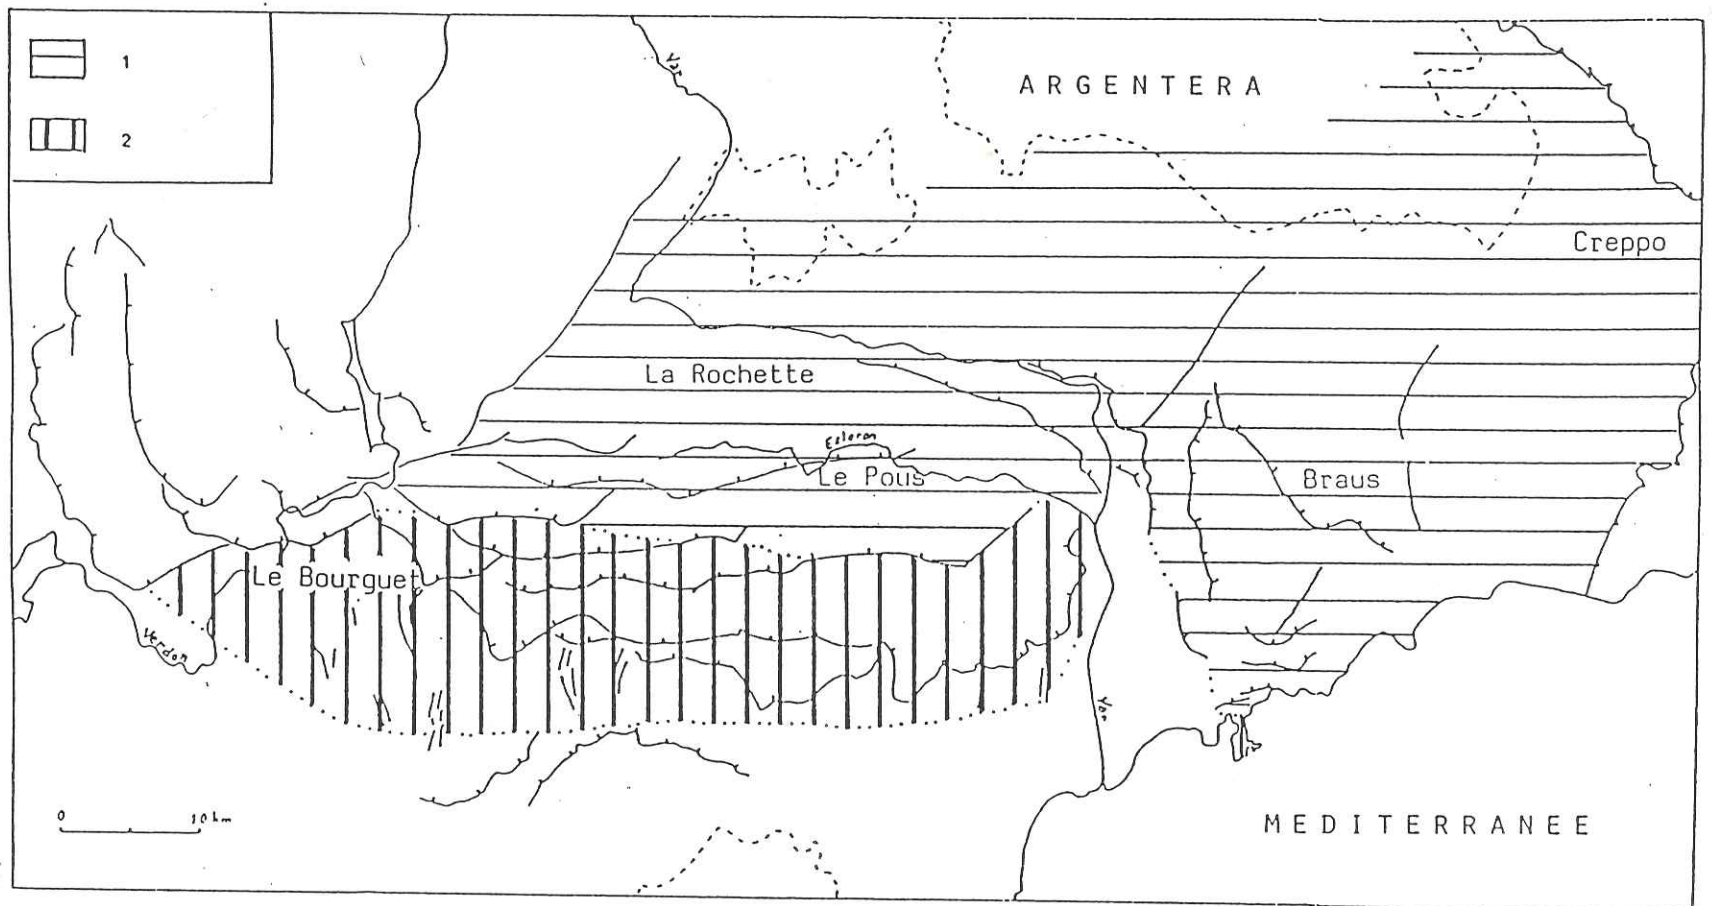 1
2
Var
ARGENTERA
Creppo
La Rochette
Esteron
Le Pous
Braus
Le Bourguet
Verdon
Var
0 10 km
MEDITERRANEE